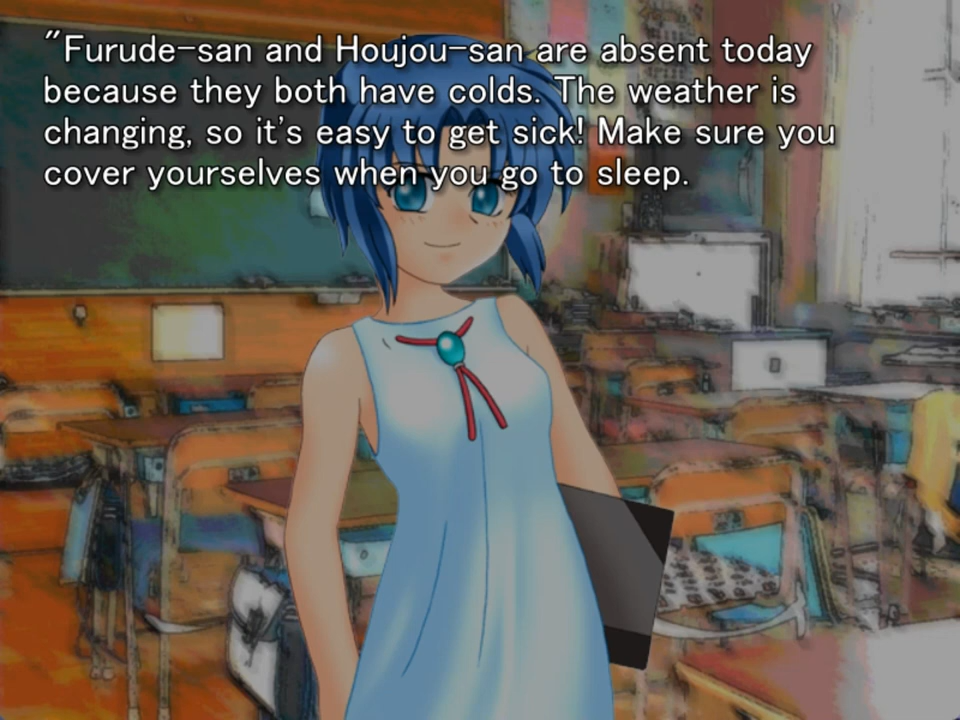 "Furude-san and Houjou-san are absent today
because they both have colds. The weather is
changing, so it's easy to get sick! Make sure you
cover yourselves when you go to sleep.